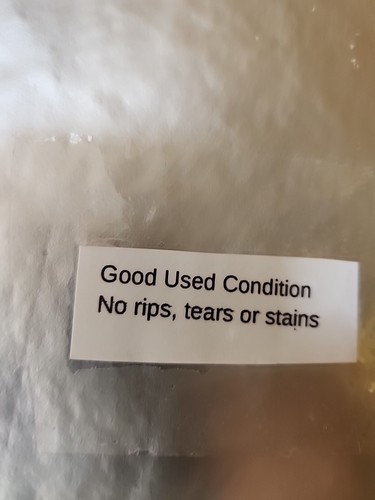 Good Used Condition
No rips, tears or stains